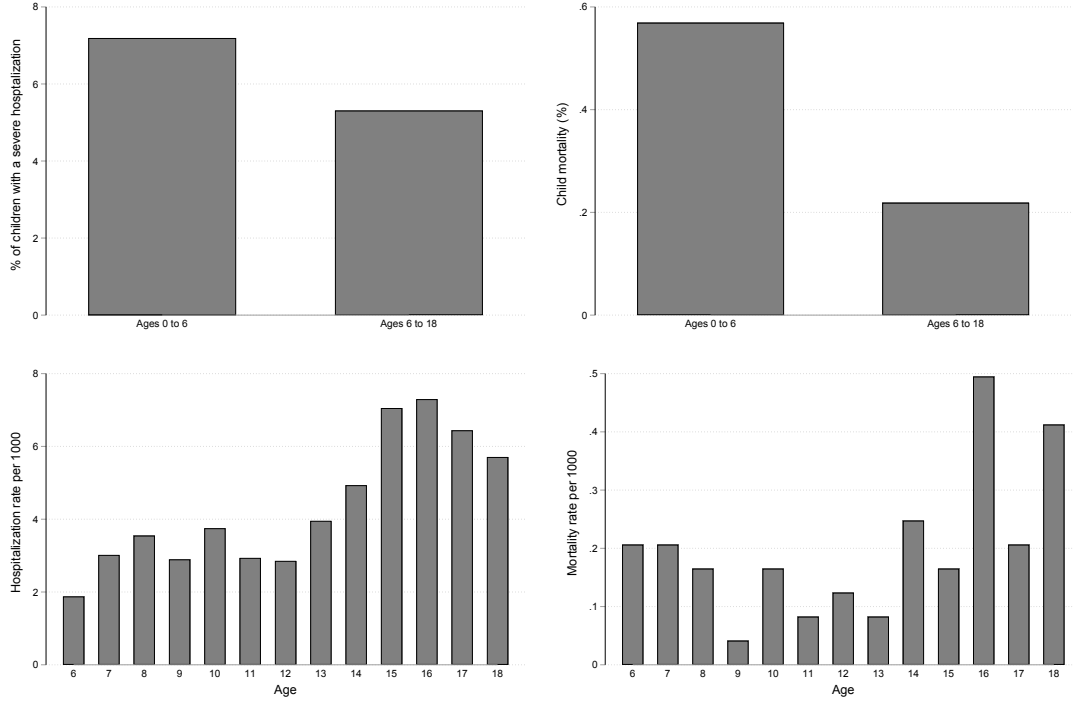 % of children with a severe hosptalization
8
6
4
2
0
Ages 0 to 6 Ages 6 to 18
Child mortality (%)
.6
.4
.2
0
Ages 0 to 6 Ages 6 to 18
Hospitalization rate per 1000
8
6
4
2
0
6 7 8 9 10 11 12 13 14 15 16 17 18
Age
Mortality rate per 1000
.5
.4
.3
.2
.1
0
6 7 8 9 10 11 12 13 14 15 16 17 18
Age